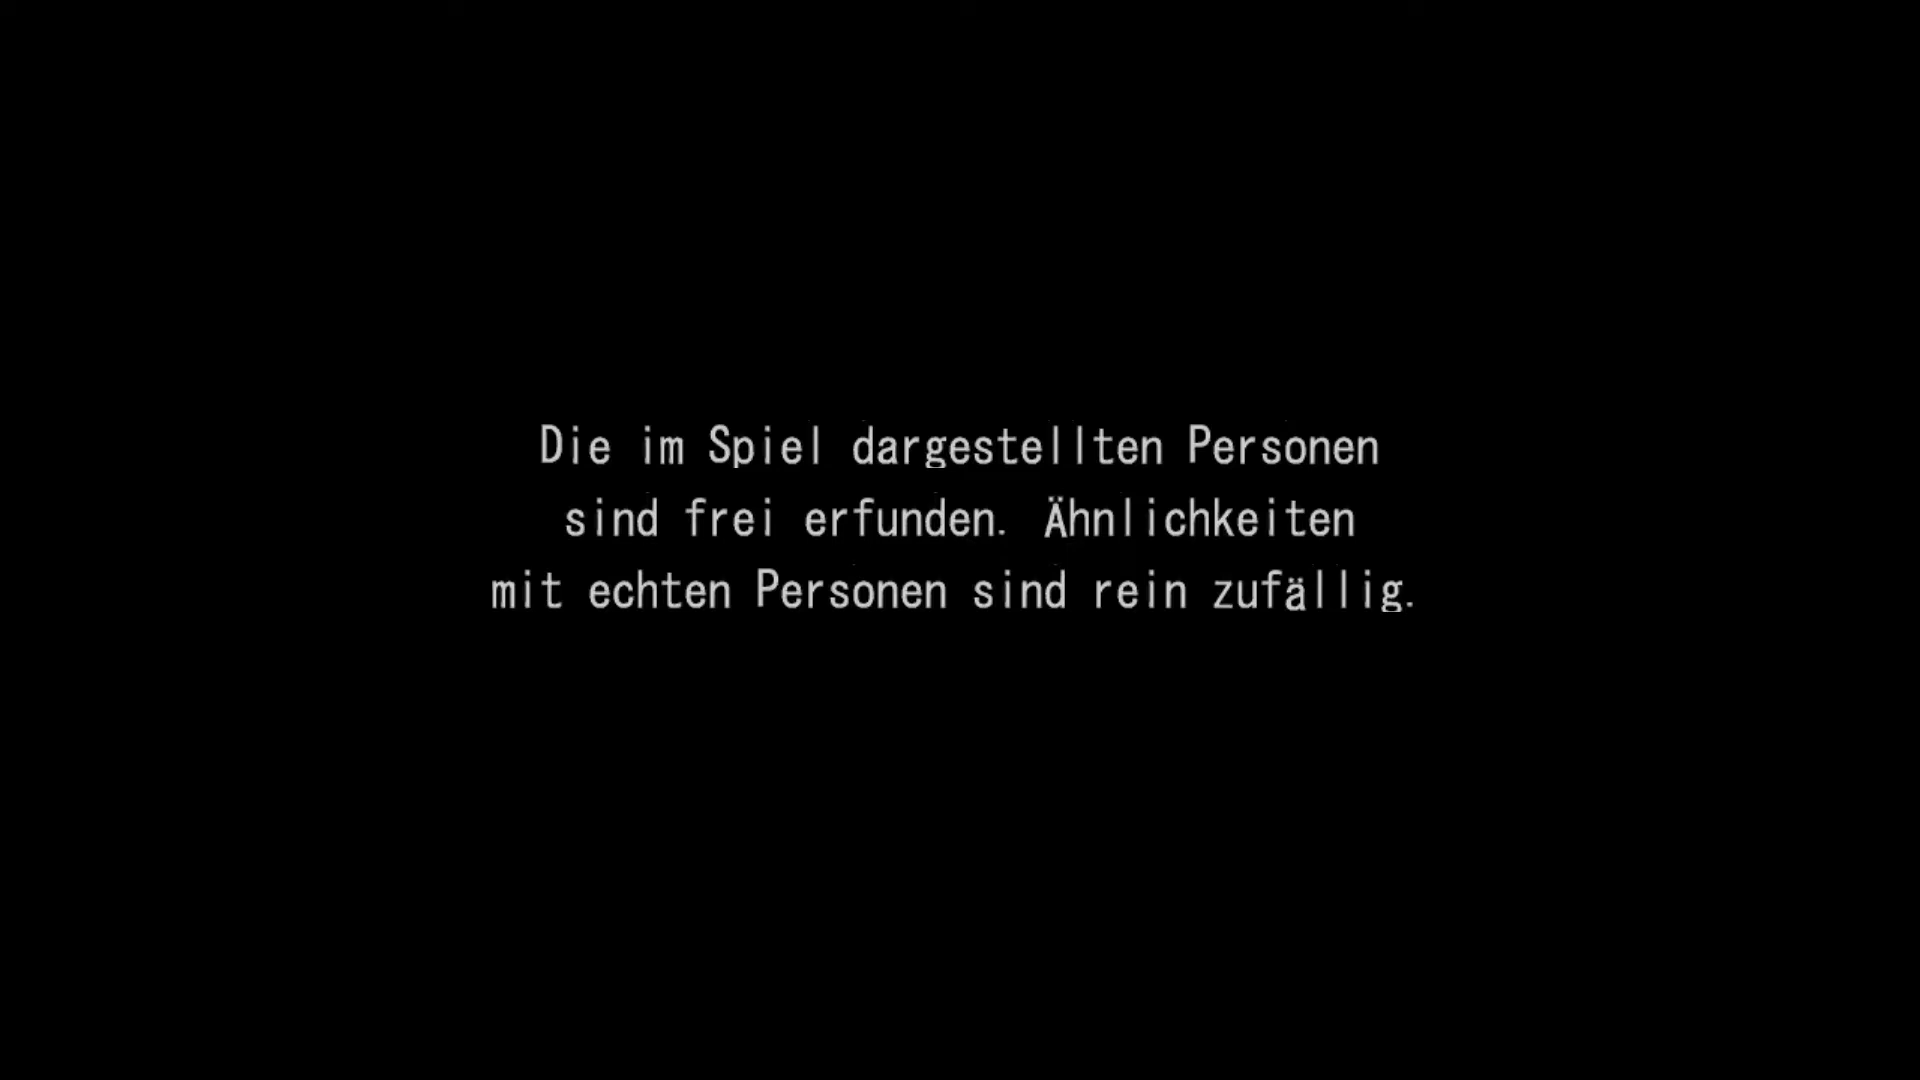 Die im Spiel dargestellten Personen
sind frei erfunden. Ähnlichkeiten
mit echten Personen sind rein zufällig.